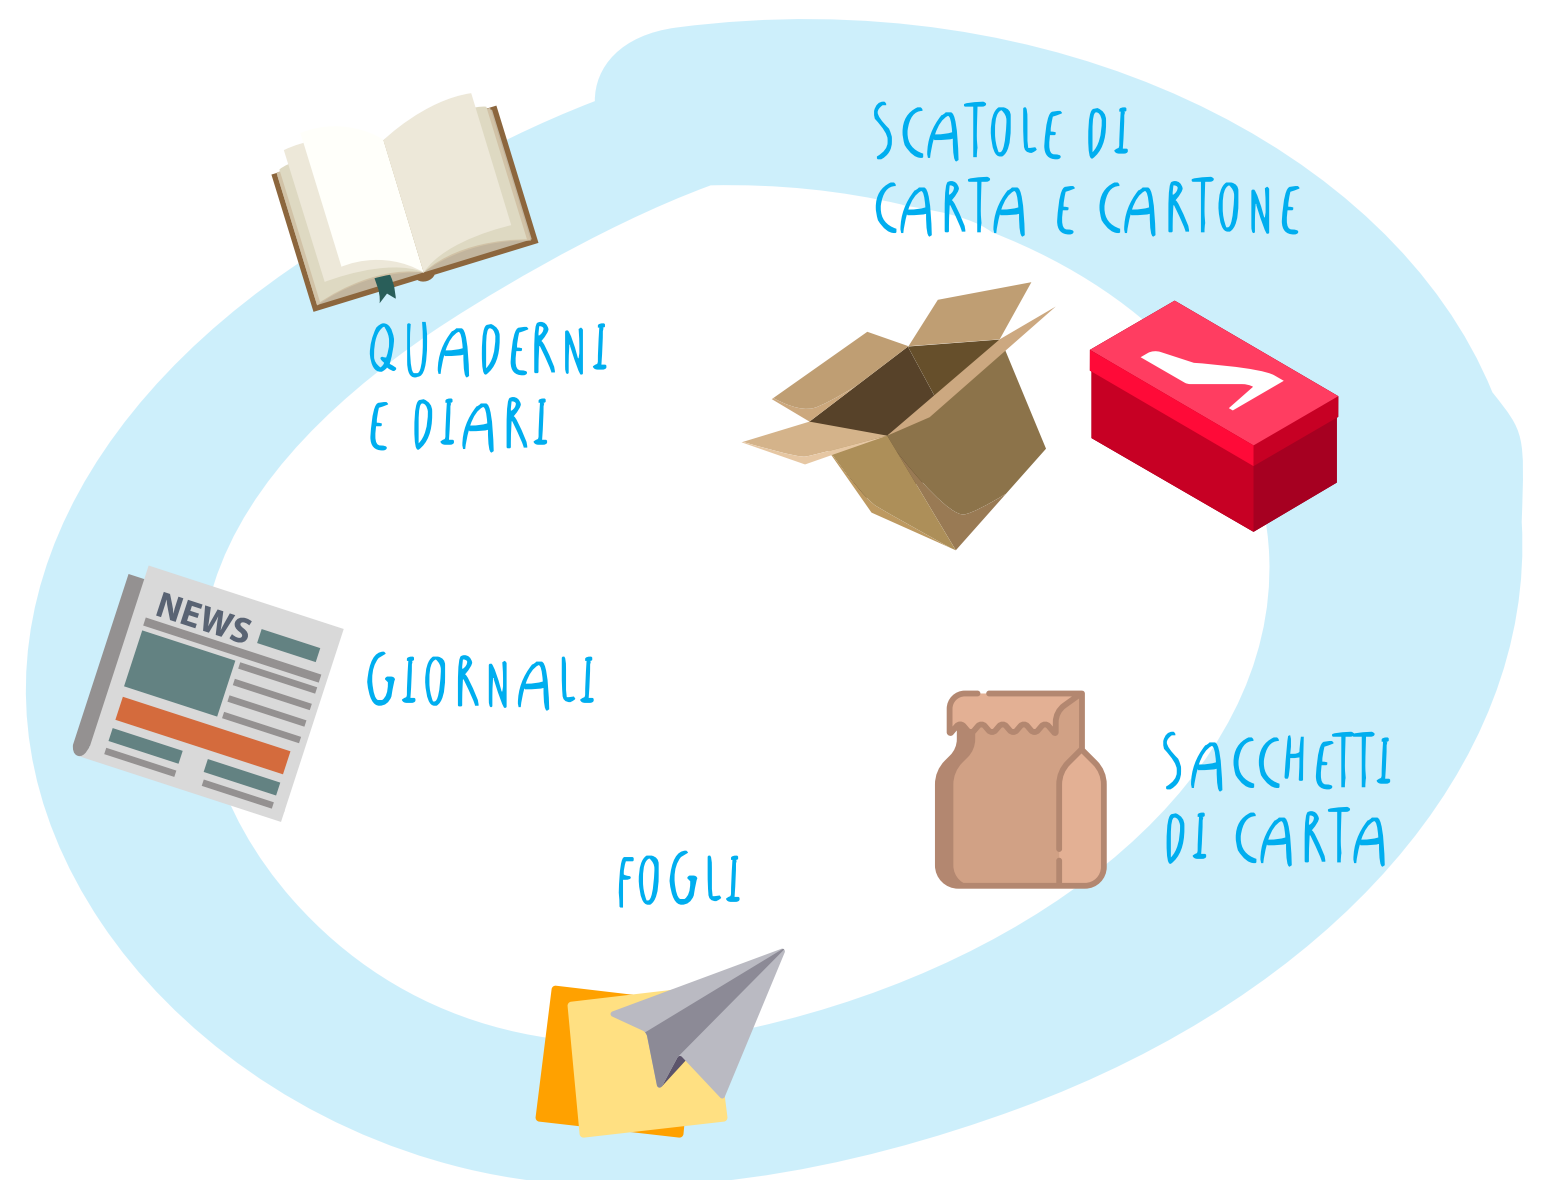 SCATOLE DI
CARTA E CARTONE
QUADERNI
E DIARI
NEWS
GIORNALI
SACCHETTI
DI CARTA
FOGLI